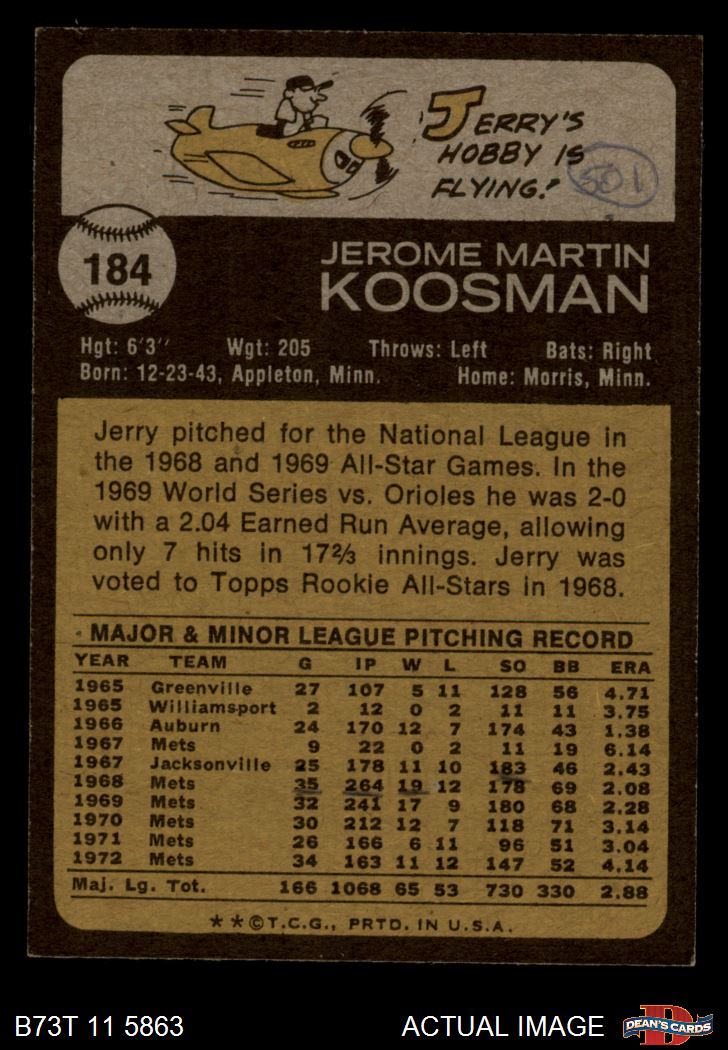 JERRY'S
HOBBY IS
FLYING!
501
184
JEROME MARTIN
KOOSMAN
Hgt: 6'3" Wgt: 205 Throws: Left Bats: Right
Born: 12-23-43, Appleton, Minn. Home: Morris, Minn.
Jerry pitched for the National League in
the 1968 and 1969 All-Star Games. In the
1969 World Series vs. Orioles he was 2-0
with a 2.04 Earned Run Average, allowing
only 7 hits in 17⅔ innings. Jerry was
voted to Topps Rookie All-Stars in 1968.
MAJOR & MINOR LEAGUE PITCHING RECORD
YEAR TEAM G IP W L SO BB ERA
1965 Greenville 27 107 5 11 128 56 4.71
1965 Williamsport 2 12 0 2 11 11 3.75
1966 Auburn 24 170 12 7 174 43 1.38
1967 Mets 9 22 0 2 11 19 6.14
1967 Jacksonville 25 178 11 10 183 46 2.43
1968 Mets 35 264 19 12 178 69 2.08
1969 Mets 32 241 17 9 180 68 2.28
1970 Mets 30 212 12 7 118 71 3.14
1971 Mets 26 166 6 11 96 51 3.04
1972 Mets 34 163 11 12 147 52 4.14
Maj. Lg. Tot. 166 1068 65 53 730 330 2.88
**©T.C.G., PRTD. IN U.S.A.
B73T 11 5863 ACTUAL IMAGE
D
DEAN'S CARDS